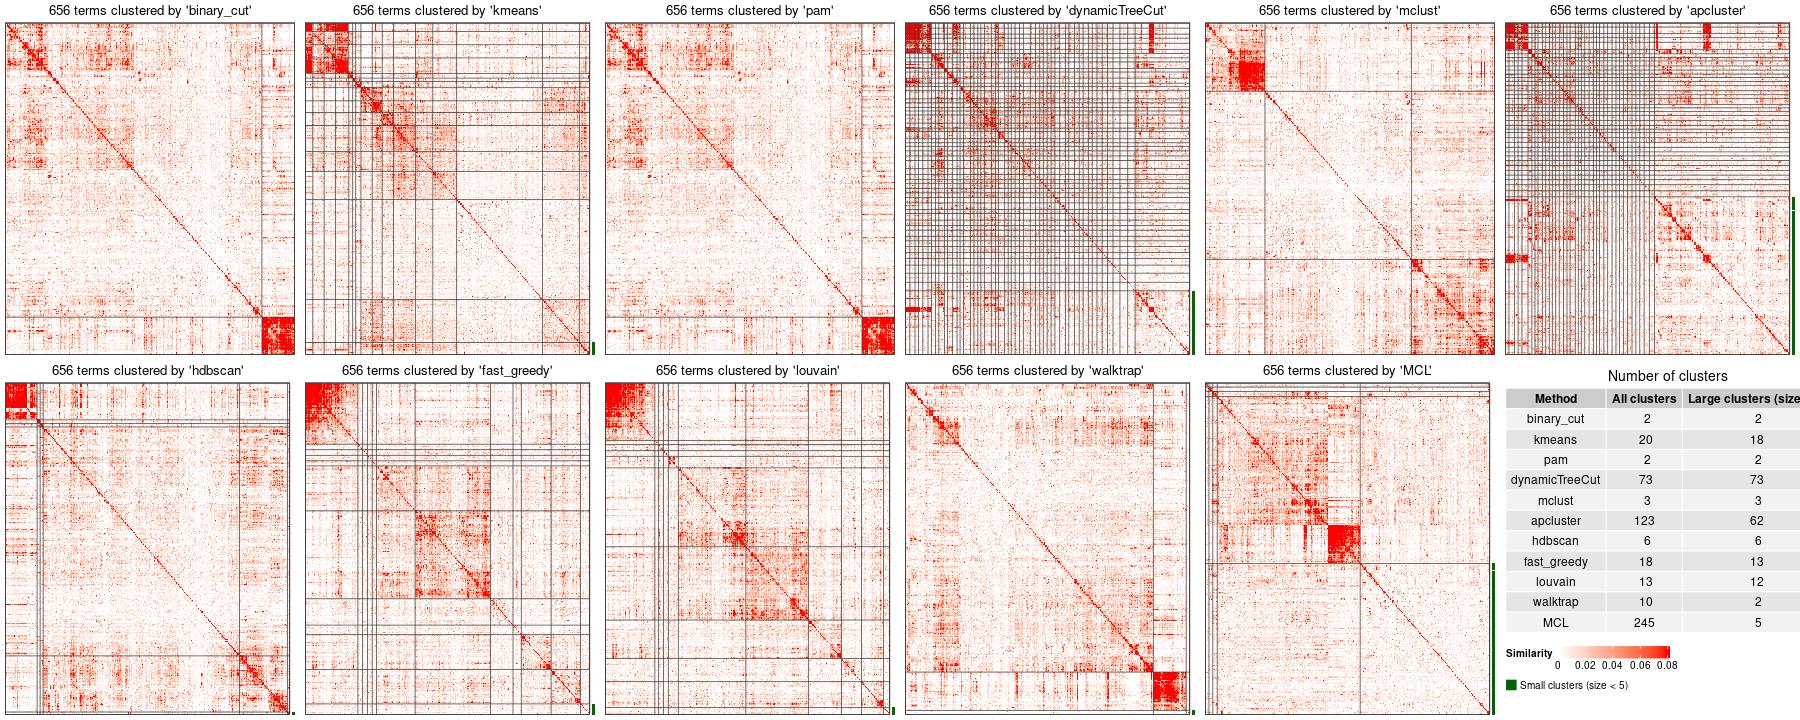 656 terms clustered by 'binary_cut'
656 terms clustered by 'kmeans'
656 terms clustered by 'pam'
656 terms clustered by 'dynamicTreeCut'
656 terms clustered by 'mclust'
656 terms clustered by 'apcluster'
656 terms clustered by 'hdbscan'
656 terms clustered by 'fast_greedy'
656 terms clustered by 'louvain'
656 terms clustered by 'walktrap'
656 terms clustered by 'MCL'
Number of clusters
Method All clusters Large clusters (size
binary_cut 2 2
kmeans 20 18
pam 2 2
dynamicTreeCut 73 73
mclust 3 3
apcluster 123 62
hdbscan 6 6
fast_greedy 18 13
louvain 13 12
walktrap 10 2
MCL 245 5
Similarity
0 0.02 0.04 0.06 0.08
Small clusters (size < 5)